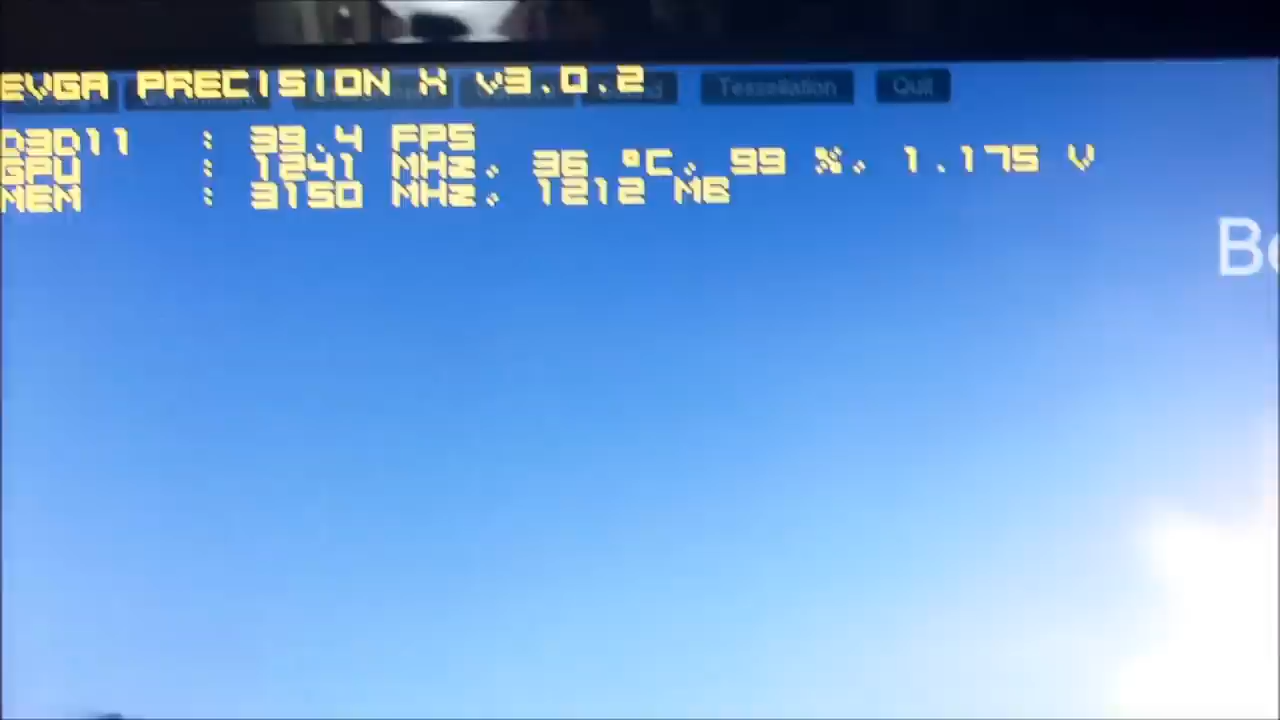 EVGA PRECISION X v3.0.2
Tessellation
Quit
D3D11 : 39.4 FPS
GPU : 1241 MHz, 36 °C, 99 %, 1.175 V
MEM : 3150 MHz, 1212 MB